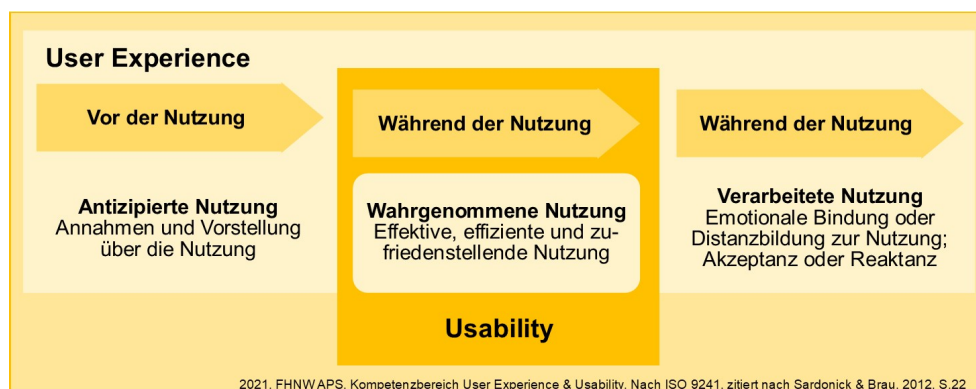 User Experience
Vor der Nutzung
Während der Nutzung
Während der Nutzung
Antizipierte Nutzung
Annahmen und Vorstellung
über die Nutzung
Wahrgenommene Nutzung
Effektive, effiziente und zu-
friedenstellende Nutzung
Verarbeitete Nutzung
Emotionale Bindung oder
Distanzbildung zur Nutzung;
Akzeptanz oder Reaktanz
Usability
2021, FHNW APS, Kompetenzbereich User Experience & Usability, Nach ISO 9241, zitiert nach Sardonick & Brau, 2012, S.22